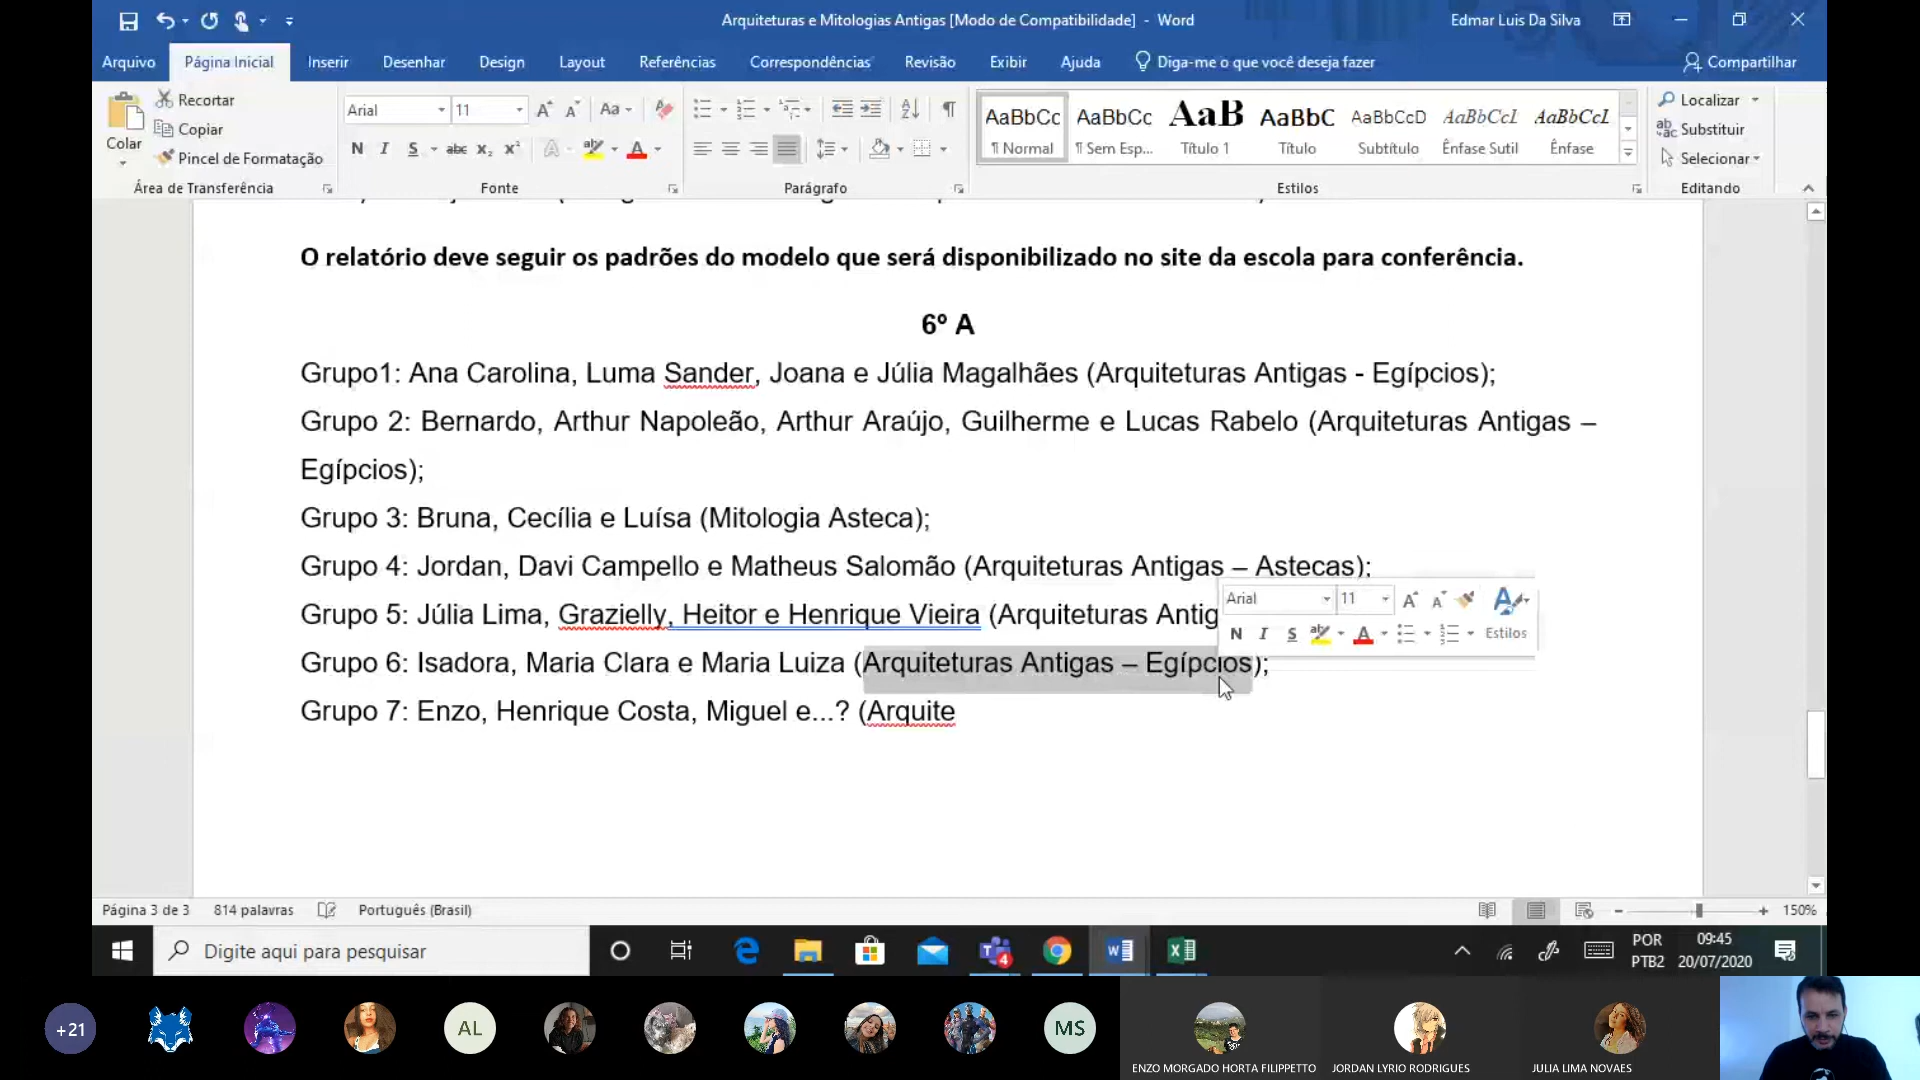 Arquiteturas e Mitologias Antigas [Modo de Compatibilidade] - Word
Edmar Luis Da Silva
Arquivo Página Inicial Inserir Desenhar Design Layout Referências Correspondências Revisão Exibir Ajuda Diga-me o que você deseja fazer Compartilhar
Colar
Recortar
Copiar
Pincel de Formatação
Área de Transferência
Arial 11
Aa
N I S abc x₂ x² A ab A
Fonte
Parágrafo
AaBbCc AaBbCc AaB AaBbC AaBbCcD AaBbCcI AaBbCcI
¶ Normal ¶ Sem Esp... Título 1 Título Subtítulo Ênfase Sutil Ênfase
Estilos
Localizar
Substituir
Selecionar
Editando
O relatório deve seguir os padrões do modelo que será disponibilizado no site da escola para conferência.
6º A
Grupo1: Ana Carolina, Luma Sander, Joana e Júlia Magalhães (Arquiteturas Antigas - Egípcios);
Grupo 2: Bernardo, Arthur Napoleão, Arthur Araújo, Guilherme e Lucas Rabelo (Arquiteturas Antigas –
Egípcios);
Grupo 3: Bruna, Cecília e Luísa (Mitologia Asteca);
Grupo 4: Jordan, Davi Campello e Matheus Salomão (Arquiteturas Antigas – Astecas);
Grupo 5: Júlia Lima, Grazielly, Heitor e Henrique Vieira (Arquiteturas Antig
Arial 11
N I S ab A Estilos
Grupo 6: Isadora, Maria Clara e Maria Luiza (Arquiteturas Antigas – Egípcios);
Grupo 7: Enzo, Henrique Costa, Miguel e...? (Arquite
Página 3 de 3 814 palavras Português (Brasil) 150%
Digite aqui para pesquisar
4
POR
PTB2
09:45
20/07/2020
+21
AL
MS
ENZO MORGADO HORTA FILIPPETTO
JORDAN LYRIO RODRIGUES
JULIA LIMA NOVAES